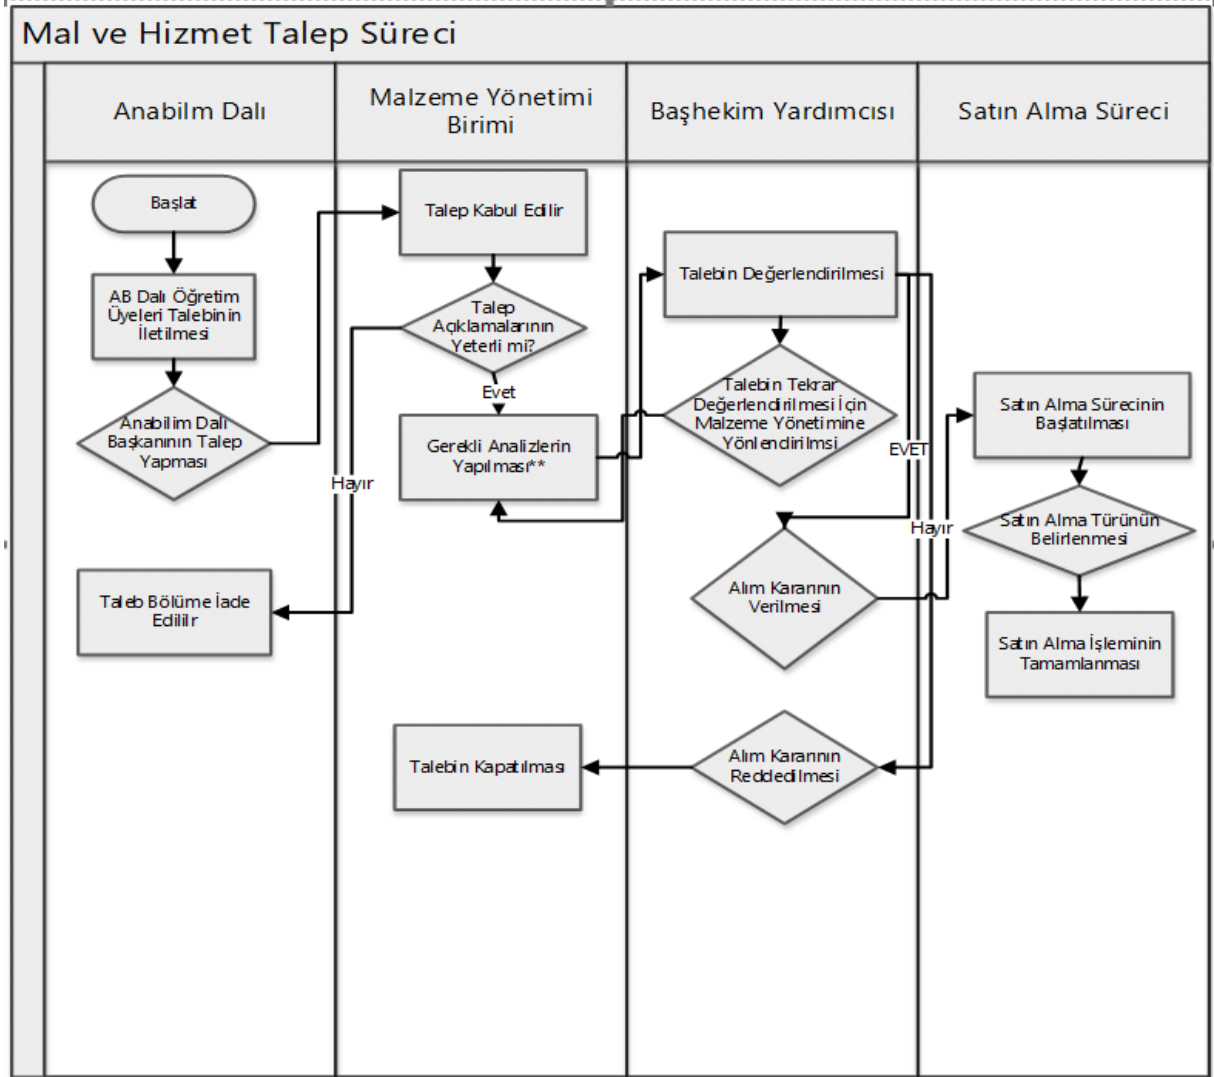 Mal ve Hizmet Talep Süreci
Anabilm Dalı
Malzeme Yönetimi
Birimi
Başhekim Yardımcısı
Satın Alma Süreci
Başlat
AB Dalı Öğretim
Üyeleri Talebinin
İletilmesi
Anabilim Dalı
Başkanının Talep
Yapması
Taleb Bölüme İade
Edililr
Talep Kabul Edilir
Talep
Açıklamalarının
Yeterli mi?
Evet
Hayır
Gerekli Analizlerin
Yapılması**
Talebin Kapatılması
Talebin Değerlendirilmesi
Talebin Tekrar
Değerlendirilmesi İçin
Malzeme Yönetimine
Yönlendirilmsi
EVET
Hayır
Alım Kararının
Verilmesi
Alım Kararının
Reddedilmesi
Satın Alma Sürecinin
Başlatılması
Satın Alma Türünün
Belirlenmesi
Satın Alma İşleminin
Tamamlanması